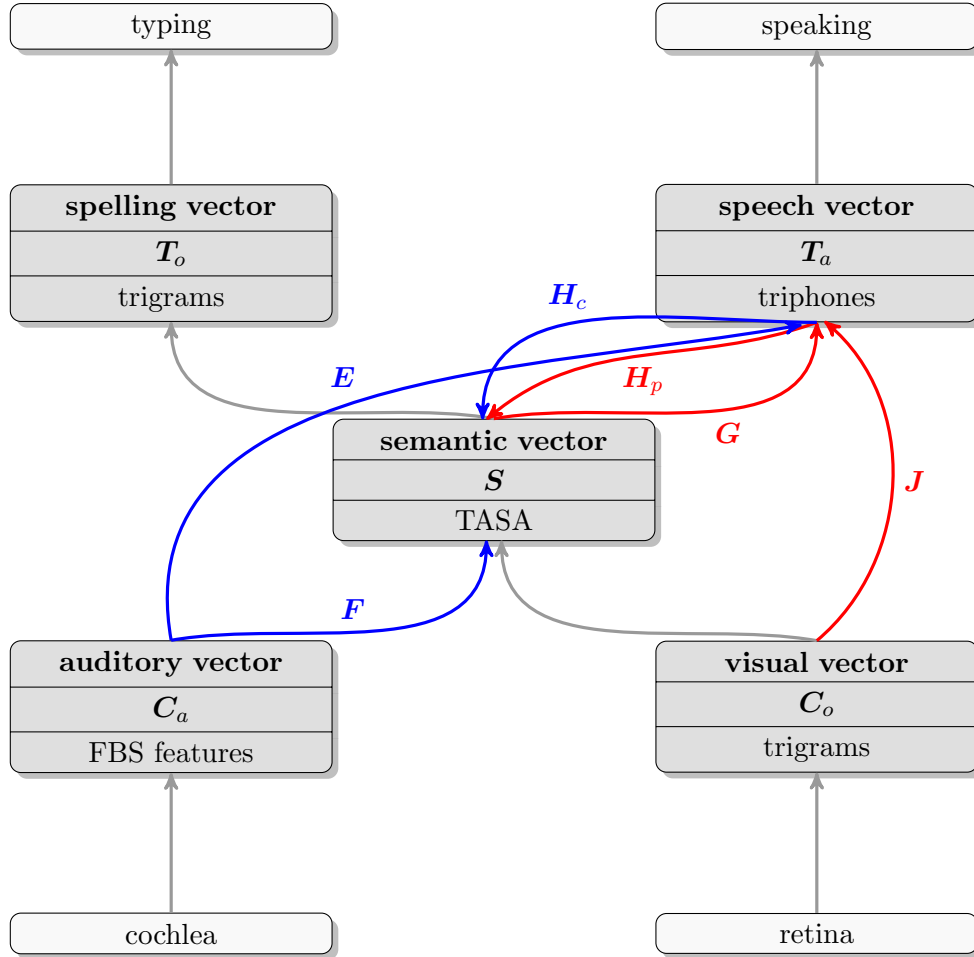 typing
speaking
spelling vector
T_o
trigrams
speech vector
T_a
triphones
H_c
E
H_p
G
semantic vector
S
TASA
J
F
auditory vector
C_a
FBS features
visual vector
C_o
trigrams
cochlea
retina